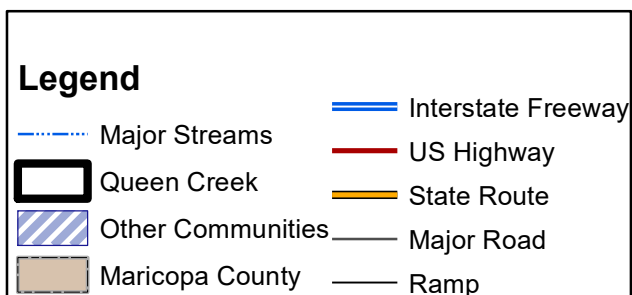 Legend
Major Streams
Queen Creek
Other Communities
Maricopa County
Interstate Freeway
US Highway
State Route
Major Road
Ramp